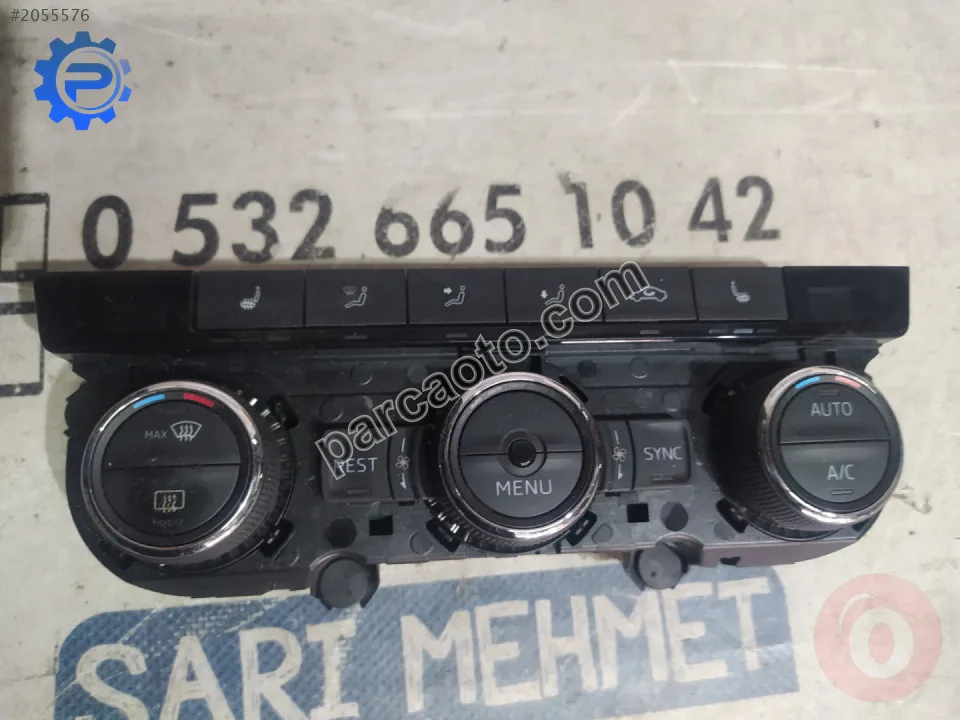 #2055576
P
0 532 665 10 42
parcaoto.com
MAX
REST
MENU
SYNC
AUTO
A/C
SARI MEHMET
O